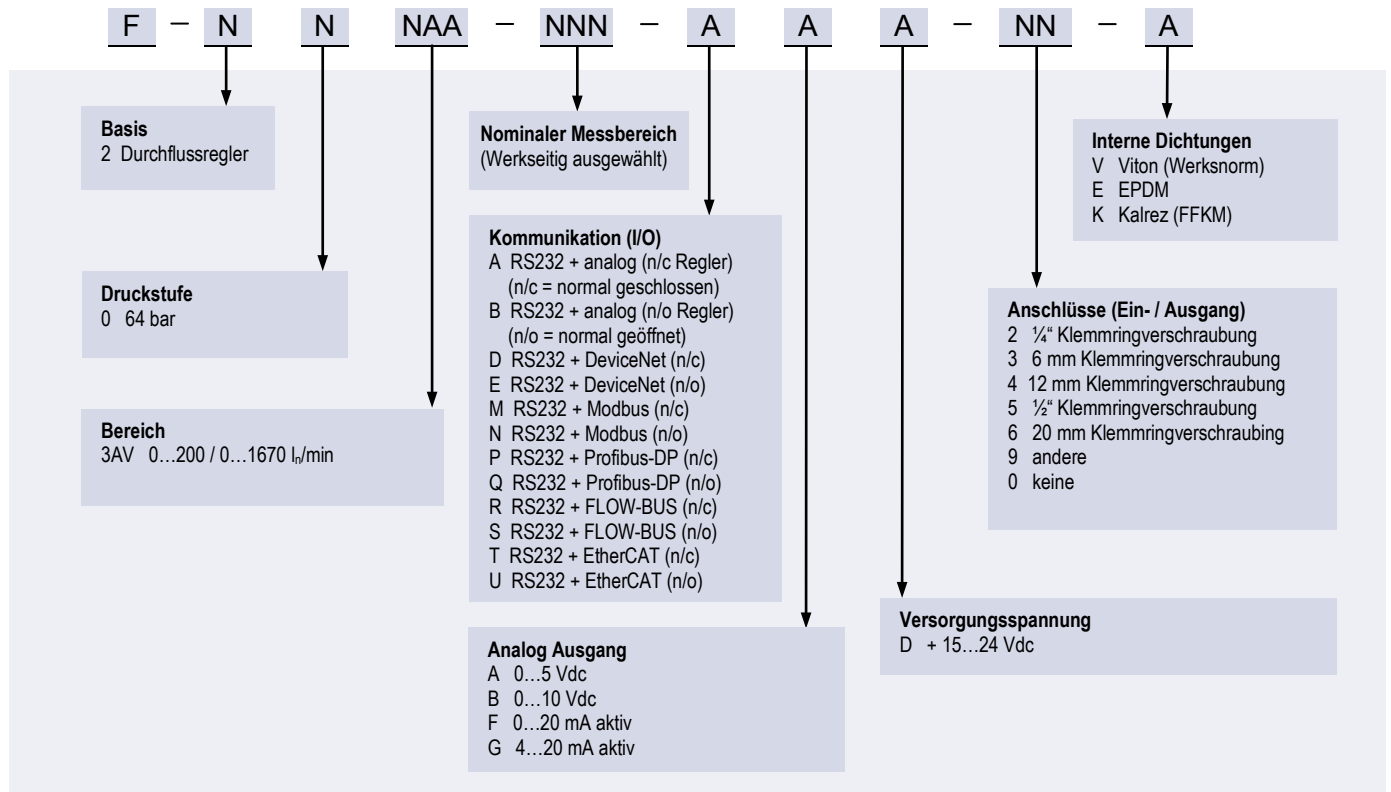 F – N N NAA – NNN – A A A – NN – A
Basis
2 Durchflussregler
Druckstufe
0 64 bar
Bereich
3AV 0…200 / 0…1670 lₙ/min
Nominaler Messbereich
(Werkseitig ausgewählt)
Kommunikation (I/O)
A RS232 + analog (n/c Regler)
(n/c = normal geschlossen)
B RS232 + analog (n/o Regler)
(n/o = normal geöffnet)
D RS232 + DeviceNet (n/c)
E RS232 + DeviceNet (n/o)
M RS232 + Modbus (n/c)
N RS232 + Modbus (n/o)
P RS232 + Profibus-DP (n/c)
Q RS232 + Profibus-DP (n/o)
R RS232 + FLOW-BUS (n/c)
S RS232 + FLOW-BUS (n/o)
T RS232 + EtherCAT (n/c)
U RS232 + EtherCAT (n/o)
Analog Ausgang
A 0…5 Vdc
B 0…10 Vdc
F 0…20 mA aktiv
G 4…20 mA aktiv
Interne Dichtungen
V Viton (Werksnorm)
E EPDM
K Kalrez (FFKM)
Anschlüsse (Ein- / Ausgang)
2 ¼“ Klemmringverschraubung
3 6 mm Klemmringverschraubung
4 12 mm Klemmringverschraubung
5 ½“ Klemmringverschraubung
6 20 mm Klemmringverschraubing
9 andere
0 keine
Versorgungsspannung
D + 15…24 Vdc